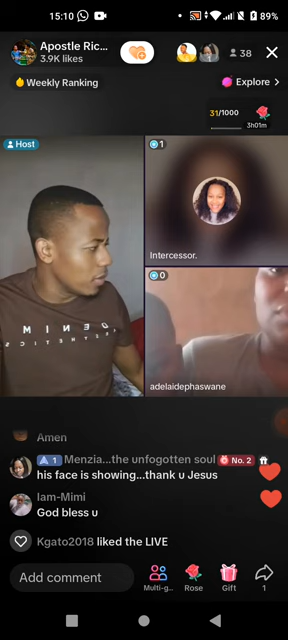 15:10
89%
Apostle Ric...
3.9K likes
38
Weekly Ranking
Explore >
31/1000
3h01m
Host
1
Intercessor.
0
DENIM
AESTHETICS
adelaidephaswane
Amen
1 Menzia...the unfogotten soul No. 2
his face is showing...thank u Jesus
Iam-Mimi
God bless u
Kgato2018 liked the LIVE
Add comment
Multi-g...
Rose
Gift
1